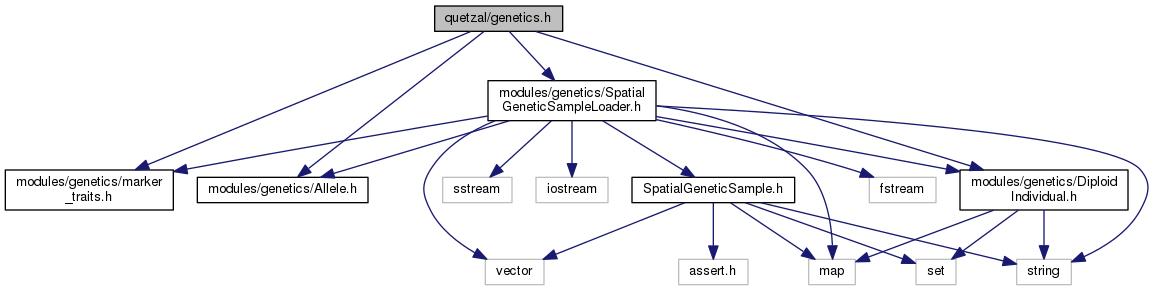 quetzal/genetics.h
modules/genetics/Spatial
GeneticSampleLoader.h
modules/genetics/marker
_traits.h
modules/genetics/Allele.h
sstream
iostream
SpatialGeneticSample.h
fstream
modules/genetics/Diploid
Individual.h
vector
assert.h
map
set
string